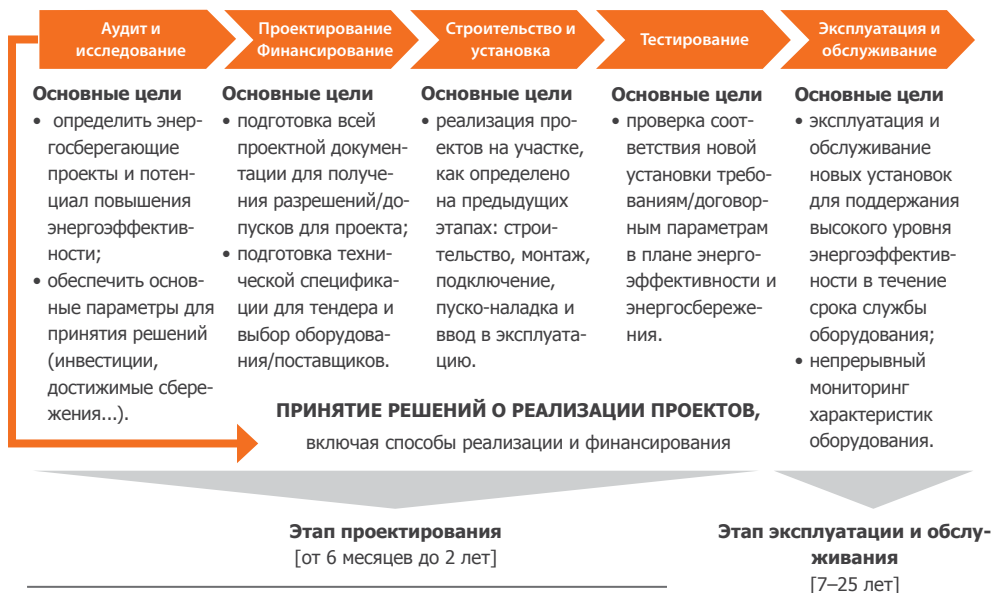 Аудит и
исследование
Проектирование
Финансирование
Строительство и
установка
Тестирование
Эксплуатация и
обслуживание
Основные цели
• определить энер-
госберегающие
проекты и потен-
циал повышения
энергоэффектив-
ности;
• обеспечить основ-
ные параметры для
принятия решений
(инвестиции,
достижимые сбере-
жения...).
Основные цели
• подготовка всей
проектной докумен-
тации для получе-
ния разрешений/до-
пусков для проекта;
• подготовка техни-
ческой специфика-
ции для тендера и
выбор оборудова-
ния/поставщиков.
Основные цели
• реализация про-
ектов на участке,
как определено
на предыдущих
этапах: строи-
тельство, монтаж,
подключение,
пуско-наладка и
ввод в эксплуата-
цию.
Основные цели
• проверка соот-
ветствия новой
установки требо-
ваниям/договор-
ным параметрам
в плане энерго-
эффективности и
энергосбереже-
ния.
Основные цели
• эксплуатация и
обслуживание
новых установок
для поддержания
высокого уровня
энергоэффектив-
ности в течение
срока службы
оборудования;
• непрерывный
мониторинг
характеристик
оборудования.
ПРИНЯТИЕ РЕШЕНИЙ О РЕАЛИЗАЦИИ ПРОЕКТОВ,
включая способы реализации и финансирования
Этап проектирования
[от 6 месяцев до 2 лет]
Этап эксплуатации и обслу-
живания
[7–25 лет]